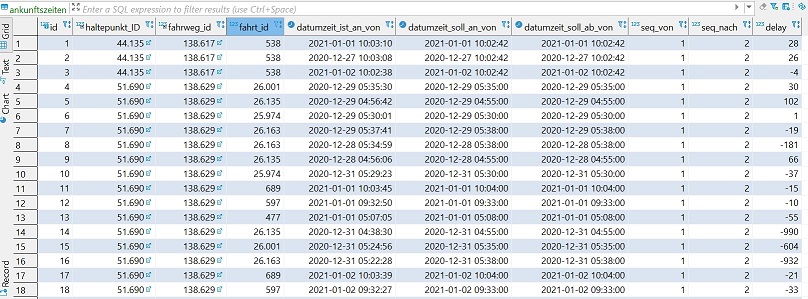 ankunftszeiten Enter a SQL expression to filter results (use Ctrl+Space)
Grid
Text
Chart
Record
id haltepunkt_ID fahrweg_id fahrt_id datumzeit_ist_an_von datumzeit_soll_an_von datumzeit_soll_ab_von seq_von seq_nach delay
1 1 44.135 138.617 538 2021-01-01 10:03:10 2021-01-01 10:02:42 2021-01-01 10:02:42 1 2 28
2 2 44.135 138.617 538 2020-12-27 10:03:08 2020-12-27 10:02:42 2020-12-27 10:02:42 1 2 26
3 3 44.135 138.617 538 2021-01-02 10:02:38 2021-01-02 10:02:42 2021-01-02 10:02:42 1 2 -4
4 4 51.690 138.629 26.001 2020-12-29 05:35:30 2020-12-29 05:35:00 2020-12-29 05:35:00 1 2 30
5 5 51.690 138.629 26.135 2020-12-29 04:56:42 2020-12-29 04:55:00 2020-12-29 04:55:00 1 2 102
6 6 51.690 138.629 25.974 2020-12-29 05:30:01 2020-12-29 05:30:00 2020-12-29 05:30:00 1 2 1
7 7 51.690 138.629 26.163 2020-12-29 05:37:41 2020-12-29 05:38:00 2020-12-29 05:38:00 1 2 -19
8 8 51.690 138.629 26.163 2020-12-28 05:34:59 2020-12-28 05:38:00 2020-12-28 05:38:00 1 2 -181
9 9 51.690 138.629 26.135 2020-12-28 04:56:06 2020-12-28 04:55:00 2020-12-28 04:55:00 1 2 66
10 10 51.690 138.629 25.974 2020-12-31 05:29:23 2020-12-31 05:30:00 2020-12-31 05:30:00 1 2 -37
11 11 51.690 138.629 689 2021-01-01 10:03:45 2021-01-01 10:04:00 2021-01-01 10:04:00 1 2 -15
12 12 51.690 138.629 597 2021-01-01 09:32:50 2021-01-01 09:33:00 2021-01-01 09:33:00 1 2 -10
13 13 51.690 138.629 477 2021-01-01 05:07:05 2021-01-01 05:08:00 2021-01-01 05:08:00 1 2 -55
14 14 51.690 138.629 26.135 2020-12-31 04:38:30 2020-12-31 04:55:00 2020-12-31 04:55:00 1 2 -990
15 15 51.690 138.629 26.001 2020-12-31 05:24:56 2020-12-31 05:35:00 2020-12-31 05:35:00 1 2 -604
16 16 51.690 138.629 26.163 2020-12-31 05:22:28 2020-12-31 05:38:00 2020-12-31 05:38:00 1 2 -932
17 17 51.690 138.629 689 2021-01-02 10:03:39 2021-01-02 10:04:00 2021-01-02 10:04:00 1 2 -21
18 18 51.690 138.629 597 2021-01-02 09:32:27 2021-01-02 09:33:00 2021-01-02 09:33:00 1 2 -33